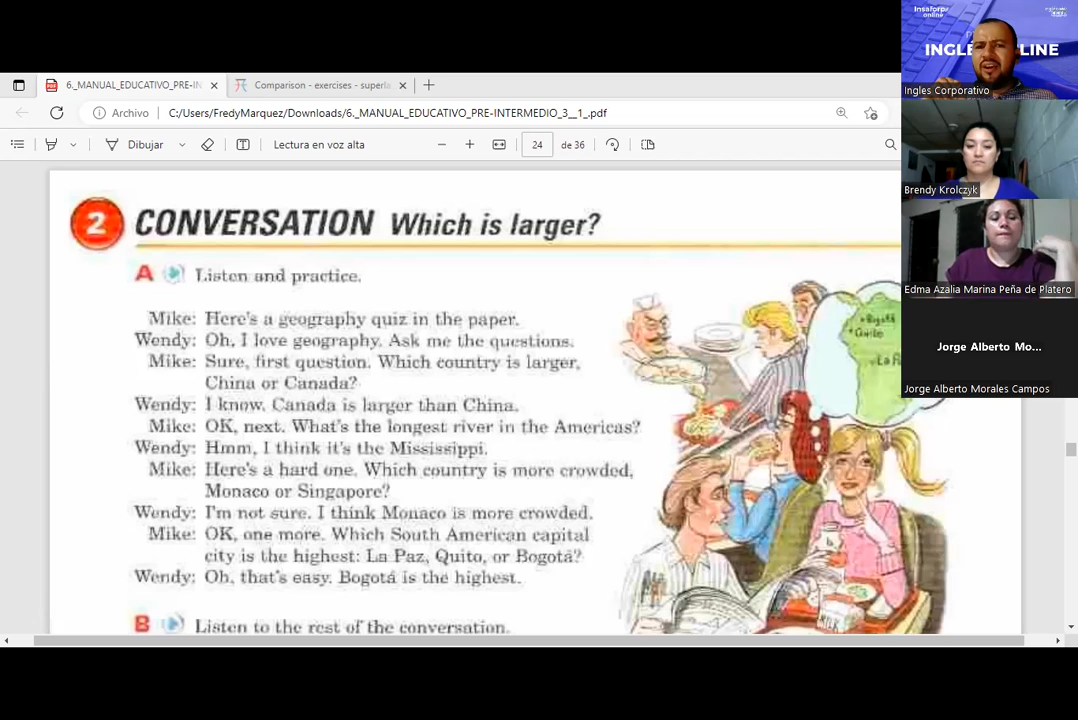 Insaforp
online
INGLE
LINE
Ingles Corporativo
Brendy Krolczyk
Edma Azalia Marina Peña de Platero
Jorge Alberto Mo...
Jorge Alberto Morales Campos
6._MANUAL_EDUCATIVO_PRE-IN
Comparison - exercises - superla
Archivo
C:/Users/FredyMarquez/Downloads/6._MANUAL_EDUCATIVO_PRE-INTERMEDIO_3__1_.pdf
Dibujar
Lectura en voz alta
24
de 36
2 CONVERSATION Which is larger?
A Listen and practice.
Mike: Here's a geography quiz in the paper.
Wendy: Oh, I love geography. Ask me the questions.
Mike: Sure, first question. Which country is larger,
China or Canada?
Wendy: I know. Canada is larger than China.
Mike: OK, next. What's the longest river in the Americas?
Wendy: Hmm, I think it's the Mississippi.
Mike: Here's a hard one. Which country is more crowded,
Monaco or Singapore?
Wendy: I'm not sure. I think Monaco is more crowded.
Mike: OK, one more. Which South American capital
city is the highest: La Paz, Quito, or Bogotá?
Wendy: Oh, that's easy. Bogotá is the highest.
B Listen to the rest of the conversation.
Bogotá
Quito
La P
MILK